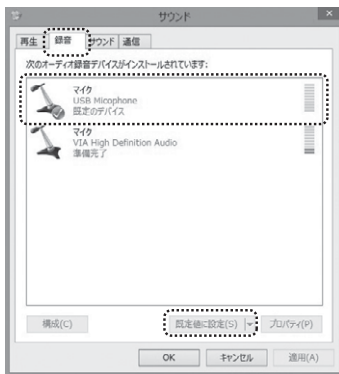 サウンド
再生 録音 サウンド 通信
次のオーディオ録音デバイスがインストールされています:
マイク
USB Micophone
既定のデバイス
マイク
VIA High Definition Audio
準備完了
構成(C) 既定値に設定(S) プロパティ(P)
OK キャンセル 適用(A)